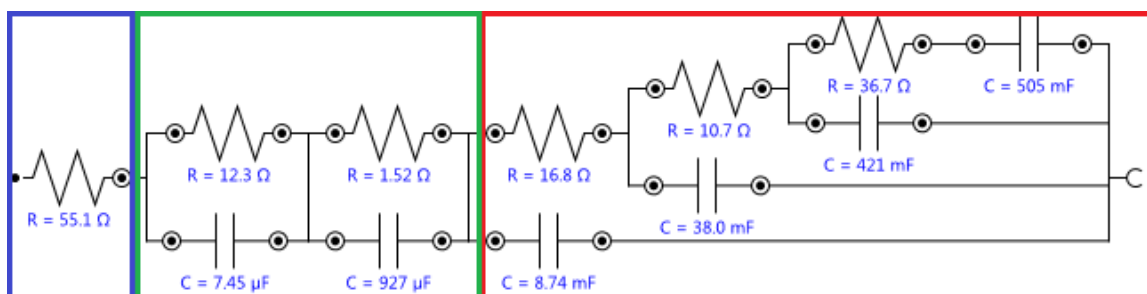 R = 36.7 Ω
C = 505 mF
R = 10.7 Ω
C = 421 mF
R = 12.3 Ω
R = 1.52 Ω
R = 16.8 Ω
R = 55.1 Ω
C = 38.0 mF
C = 7.45 µF
C = 927 µF
C = 8.74 mF